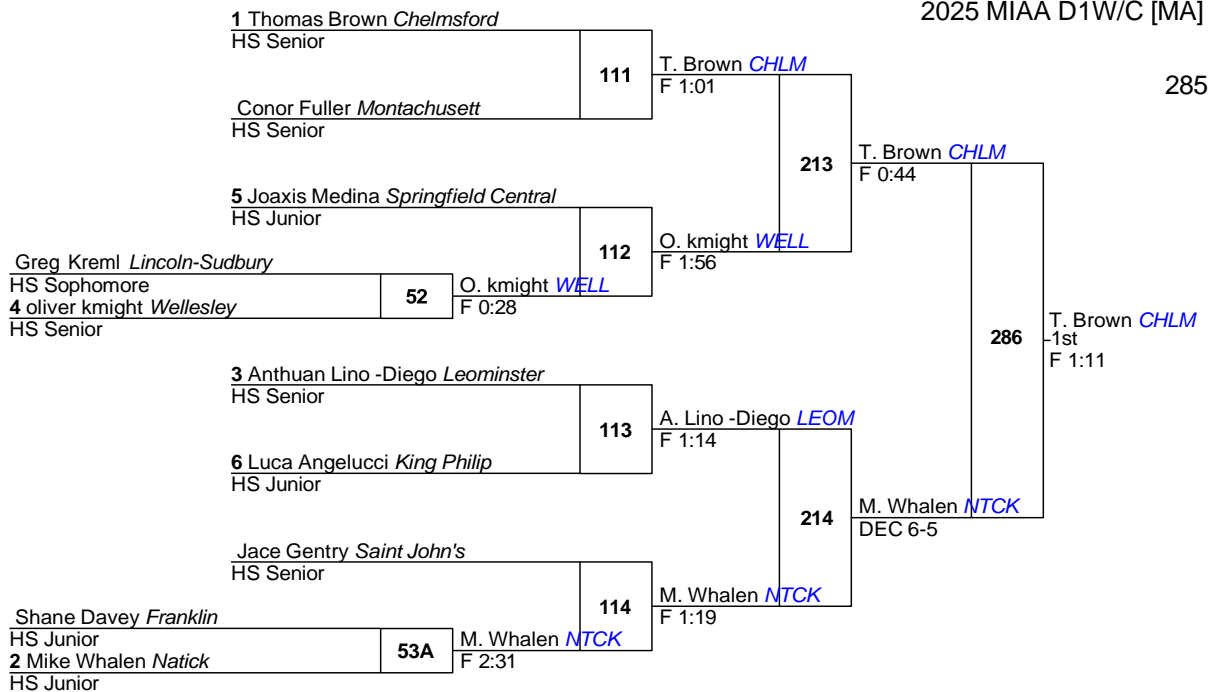 2025 MIAA D1W/C [MA]
285
1 Thomas Brown Chelmsford
HS Senior
111
T. Brown CHLM
F 1:01
Conor Fuller Montachusett
HS Senior
213
T. Brown CHLM
F 0:44
5 Joaxis Medina Springfield Central
HS Junior
112
O. kmight WELL
F 1:56
Greg Kreml Lincoln-Sudbury
HS Sophomore
52
O. kmight WELL
F 0:28
4 oliver kmight Wellesley
HS Senior
286
T. Brown CHLM
1st
F 1:11
3 Anthuan Lino -Diego Leominster
HS Senior
113
A. Lino -Diego LEOM
F 1:14
6 Luca Angelucci King Philip
HS Junior
214
M. Whalen NTCK
DEC 6-5
Jace Gentry Saint John's
HS Senior
114
M. Whalen NTCK
F 1:19
Shane Davey Franklin
HS Junior
53A
M. Whalen NTCK
F 2:31
2 Mike Whalen Natick
HS Junior